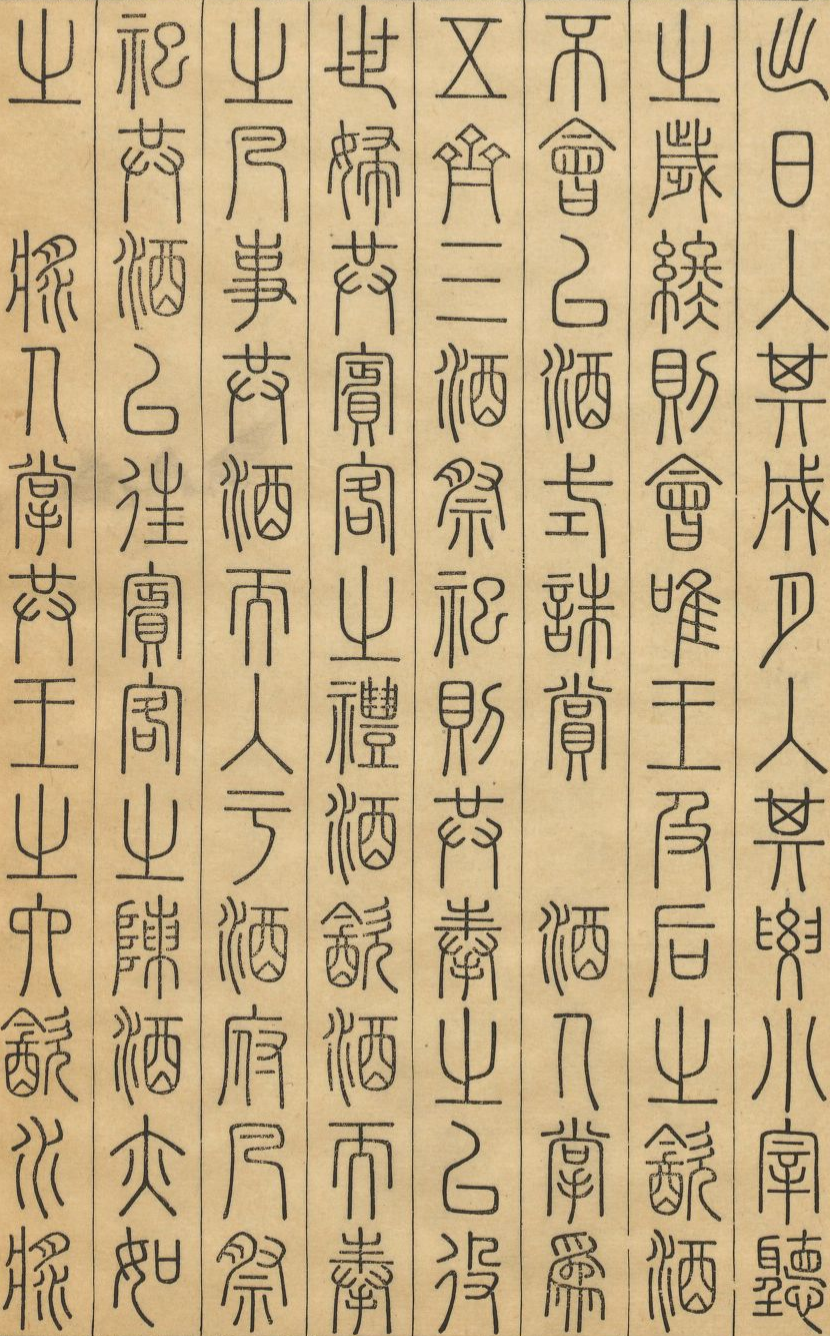 出日入其成月入其要小宰聽
之歲終則會唯王及后之飲酒
不會以酒式誅賞　酒人掌為
五齊三酒祭祀則共奉之以役
世婦共賓客之禮酒飲酒而奉
之凡事共酒而入于酒府凡祭
祀共酒以往賓客之陳酒亦如
之　漿人掌共王之六飲水漿